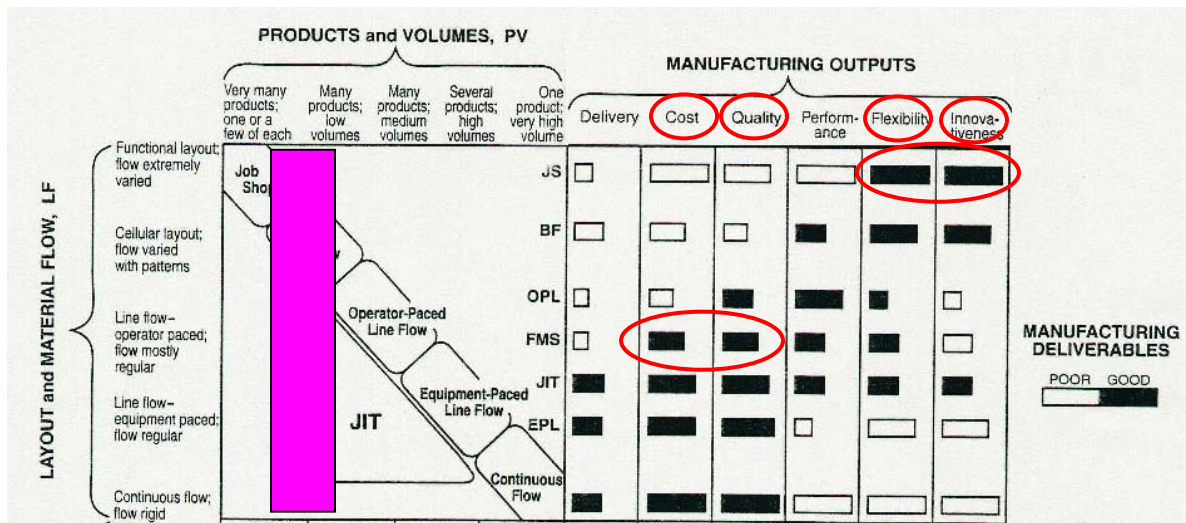 PRODUCTS and VOLUMES, PV
MANUFACTURING OUTPUTS
Very many
products;
one or a
few of each
Many
products;
low
volumes
Many
products;
medium
volumes
Several
products;
high
volumes
One
product;
very high
volume
Delivery
Cost
Quality
Perform-
ance
Flexibility
Innova-
tiveness
LAYOUT and MATERIAL FLOW, LF
Functional layout;
flow extremely
varied
Cellular layout;
flow varied
with patterns
Line flow–
operator paced;
flow mostly
regular
Line flow–
equipment paced;
flow regular
Continuous flow;
flow rigid
Job
Operator-Paced
Line Flow
Equipment-Paced
Line Flow
Continuous
Flow
JIT
JS
BF
OPL
FMS
JIT
EPL
MANUFACTURING
DELIVERABLES
POOR GOOD